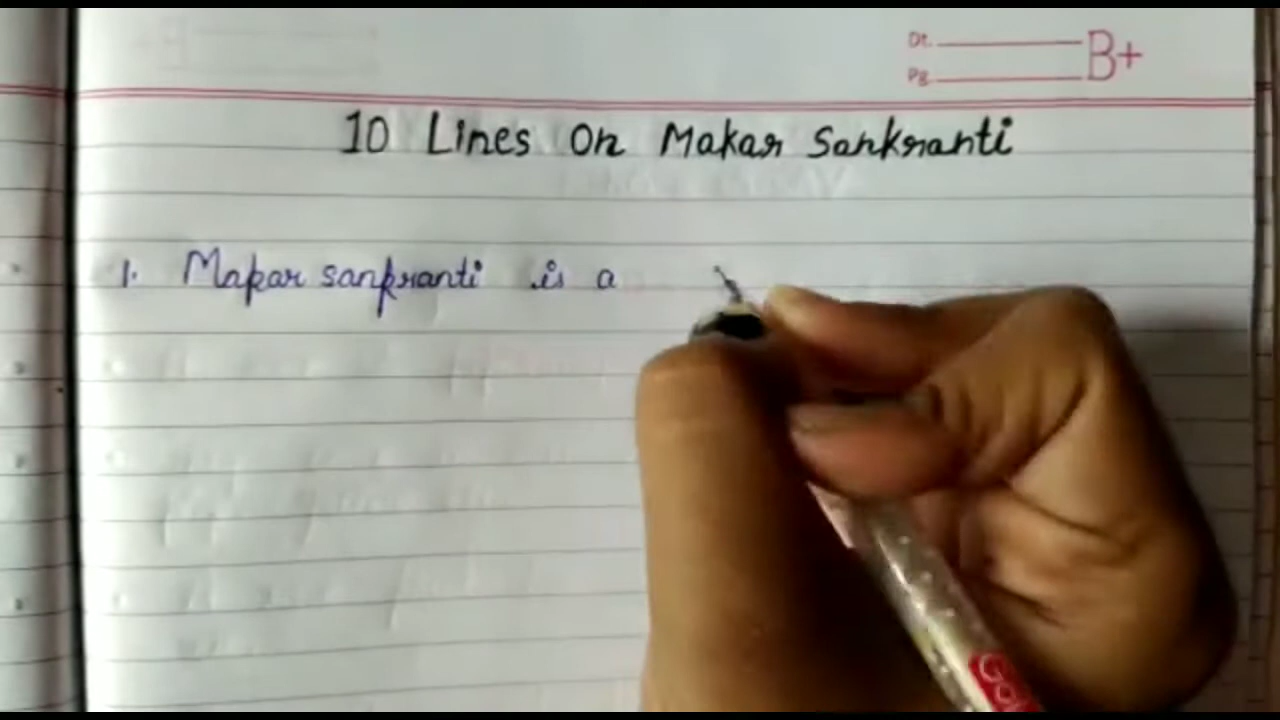 Dt.
Pg.
B+
10 Lines On Makar Sankranti
1. Makar sankranti is a